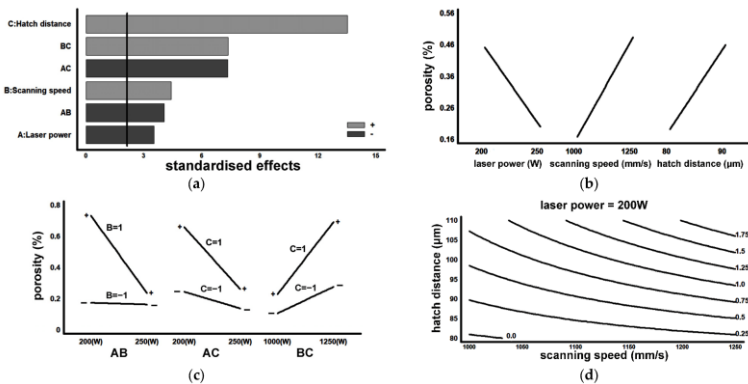 C:Hatch distance
BC
AC
B:Scanning speed
AB
A:Laser power
+
-
0 3 6 9 12 15
standardised effects
(a)
porosity (%)
0.56
0.46
0.36
0.26
0.16
200 250 1000 1250 80 90
laser power (W) scanning speed (mm/s) hatch distance (μm)
(b)
porosity (%)
0.8
0.6
0.4
0.2
0
B=1
B=−1
C=1
C=−1
C=1
C=−1
200(W) 250(W) 200(W) 250(W) 1000(W) 1250(W)
AB AC BC
(c)
laser power = 200W
hatch distance (μm)
110
105
100
95
90
85
80
1.75
1.5
1.25
1.0
0.75
0.5
0.25
0.0
1000 1050 1100 1150 1200 1250
scanning speed (mm/s)
(d)